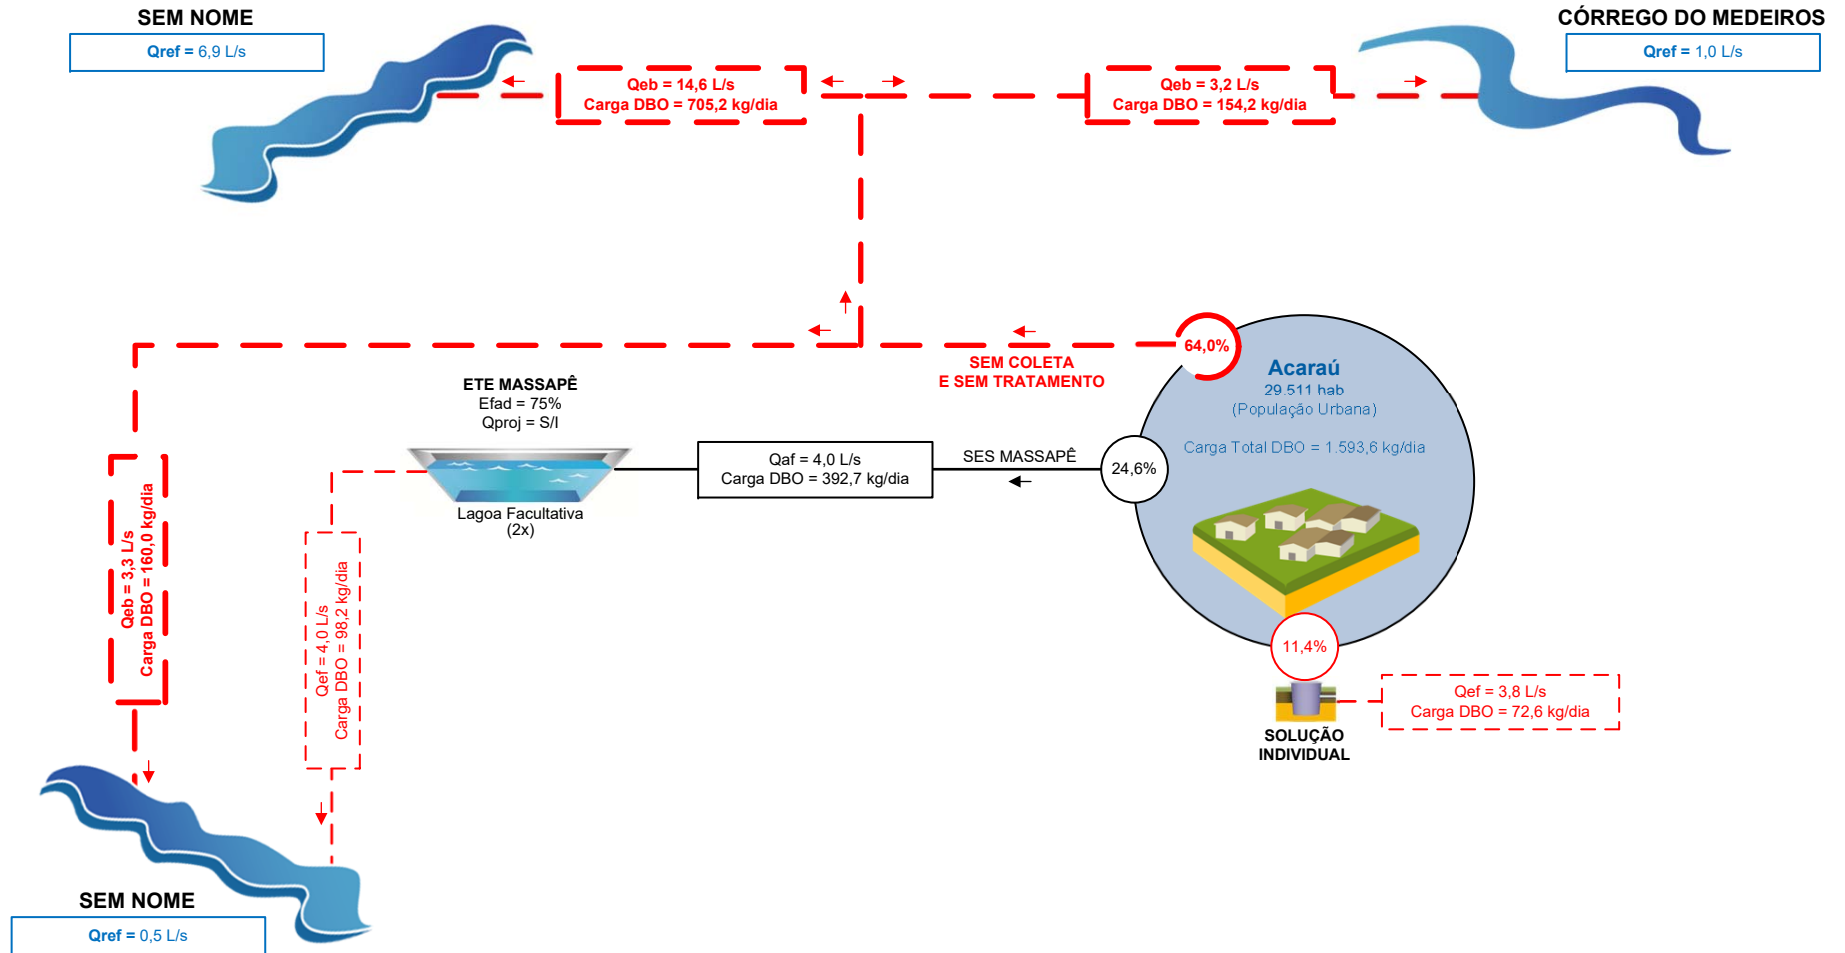 SEM NOME
Qref = 6,9 L/s
CÓRREGO DO MEDEIROS
Qref = 1,0 L/s
Qeb = 14,6 L/s
Carga DBO = 705,2 kg/dia
Qeb = 3,2 L/s
Carga DBO = 154,2 kg/dia
64,0%
SEM COLETA
E SEM TRATAMENTO
Acaraú
29.511 hab
(População Urbana)
Carga Total DBO = 1.593,6 kg/dia
ETE MASSAPÊ
Efad = 75%
Qproj = S/I
Lagoa Facultativa
(2x)
Qaf = 4,0 L/s
Carga DBO = 392,7 kg/dia
SES MASSAPÊ
24,6%
Qeb = 3,3 L/s
Carga DBO = 160,0 kg/dia
Qef = 4,0 L/s
Carga DBO = 98,2 kg/dia
11,4%
SOLUÇÃO
INDIVIDUAL
Qef = 3,8 L/s
Carga DBO = 72,6 kg/dia
SEM NOME
Qref = 0,5 L/s